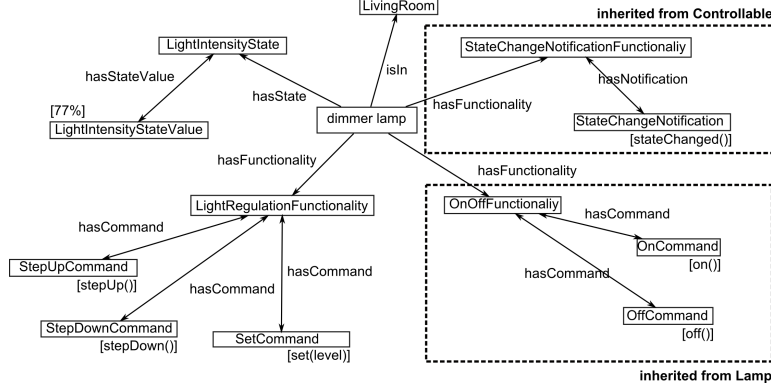 LivingRoom
inherited from Controllable
LightIntensityState
StateChangeNotificationFunctionaliy
hasStateValue
isIn
hasNotification
hasState
hasFunctionality
[77%]
LightIntensityStateValue
dimmer lamp
StateChangeNotification
[stateChanged()]
hasFunctionality
hasFunctionality
LightRegulationFunctionality
OnOffFunctionaliy
hasCommand
hasCommand
OnCommand
[on()]
StepUpCommand
[stepUp()]
hasCommand
hasCommand
hasCommand
StepDownCommand
[stepDown()]
SetCommand
[set(level)]
OffCommand
[off()]
inherited from Lamp